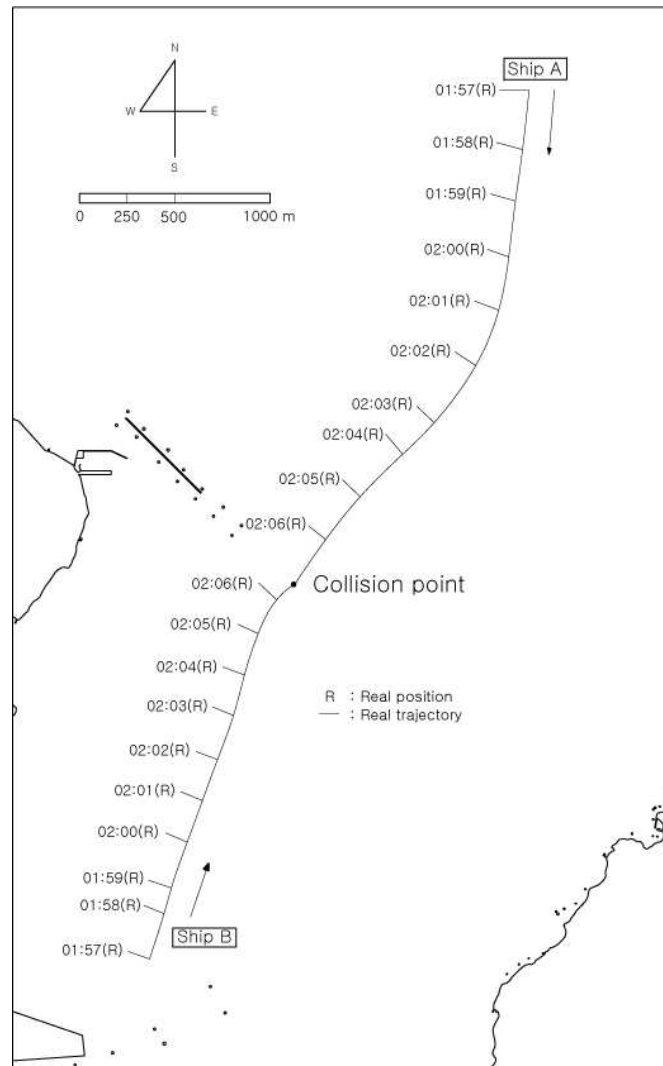 Ship A
N
W E
S
0 250 500 1000 m
01:57(R)
01:58(R)
01:59(R)
02:00(R)
02:01(R)
02:02(R)
02:03(R)
02:04(R)
02:05(R)
02:06(R)
Collision point
02:06(R)
02:05(R)
02:04(R)
02:03(R)
02:02(R)
02:01(R)
02:00(R)
01:59(R)
01:58(R)
01:57(R)
R : Real position
— : Real trajectory
Ship B